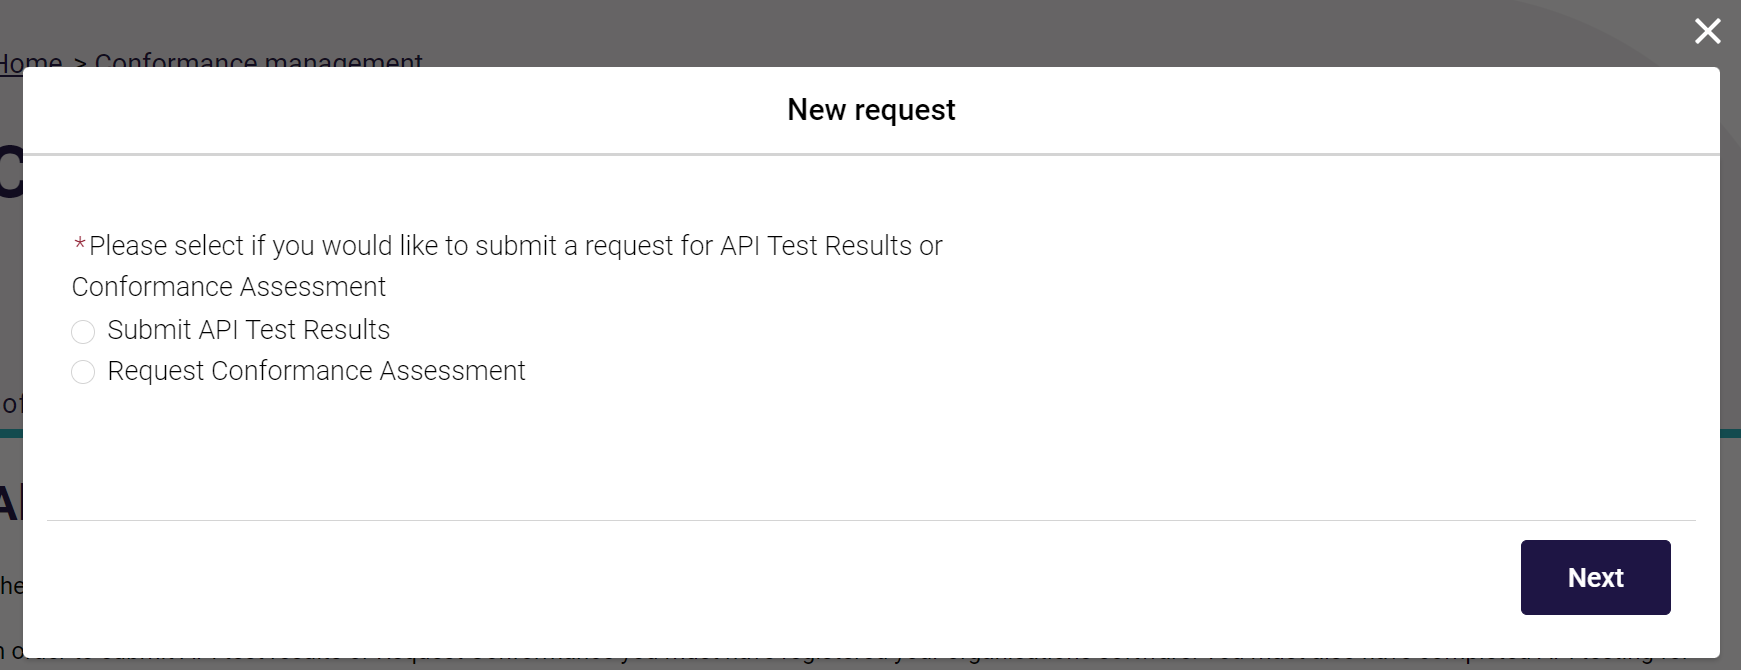 Home > Conformance management
New request
*Please select if you would like to submit a request for API Test Results or
Conformance Assessment
Submit API Test Results
Request Conformance Assessment
Next